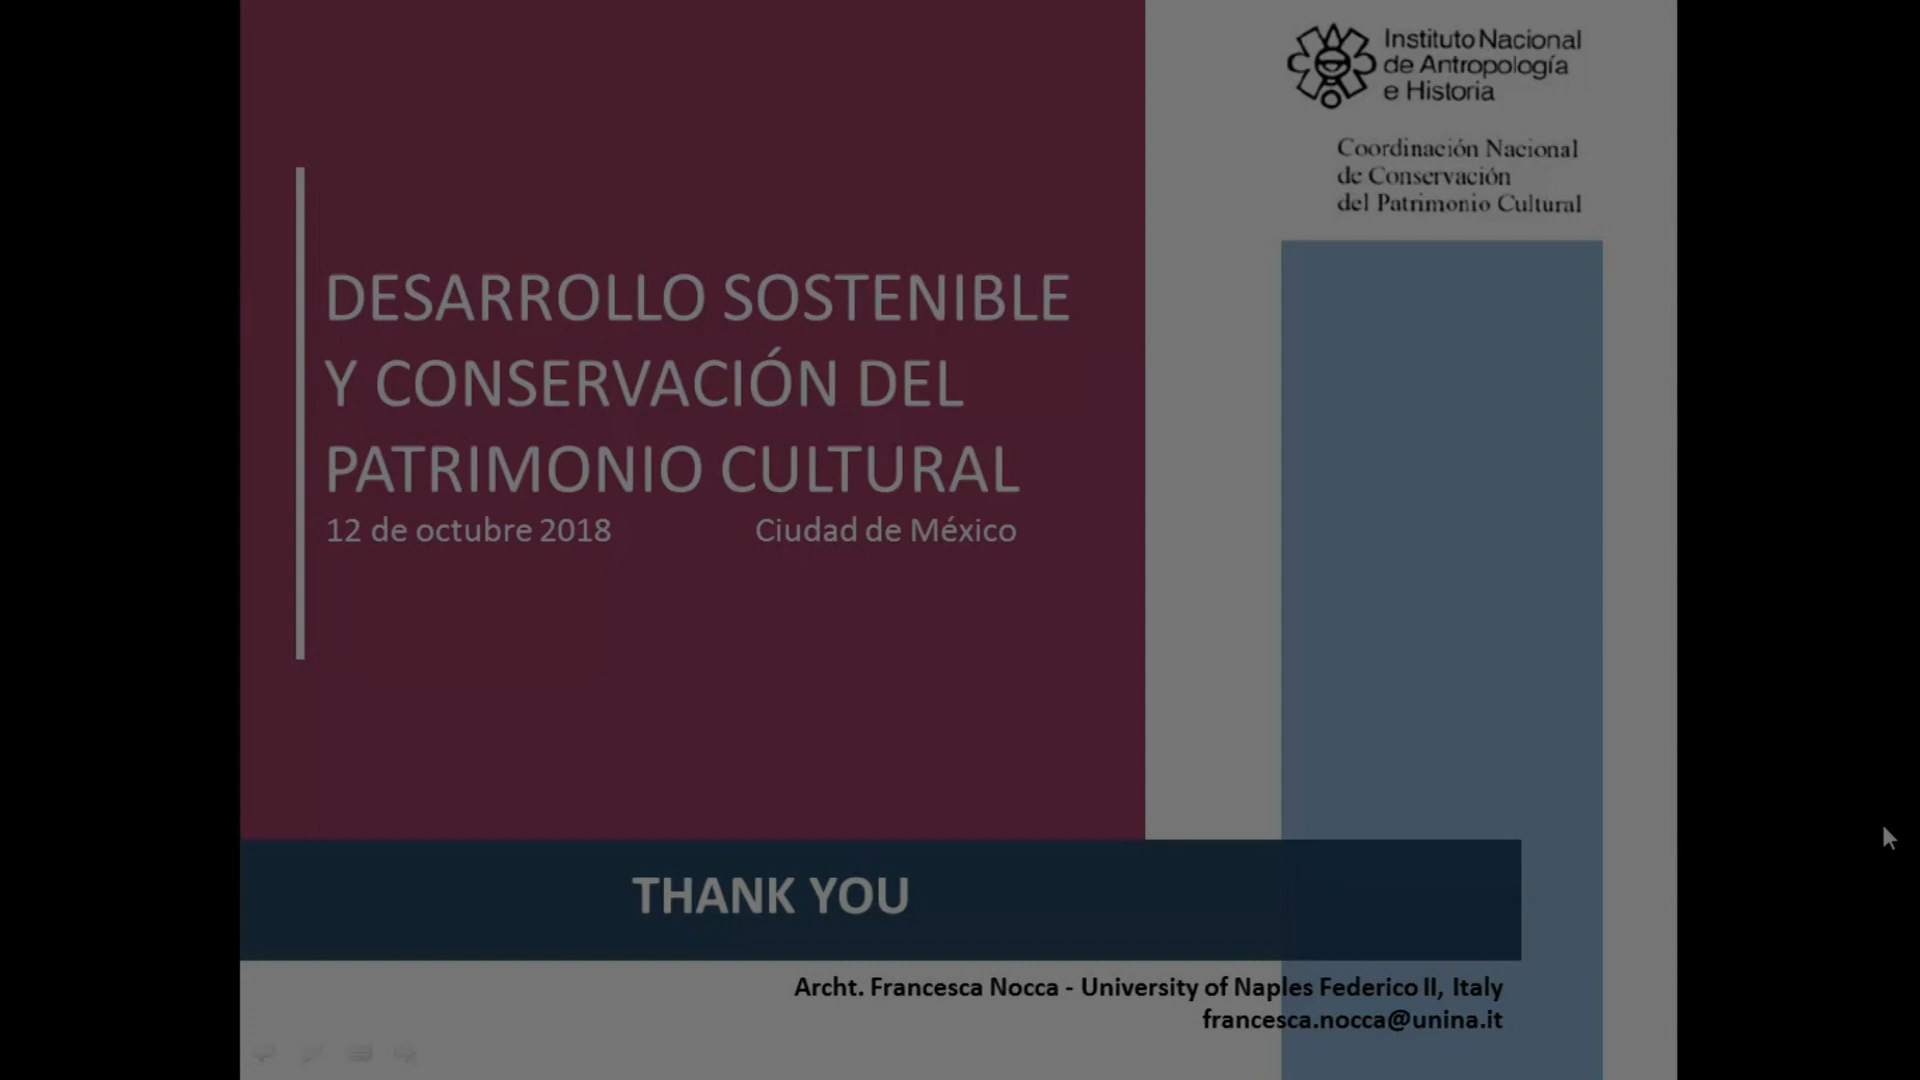 Instituto Nacional
de Antropología
e Historia
Coordinación Nacional
de Conservación
del Patrimonio Cultural
DESARROLLO SOSTENIBLE
Y CONSERVACIÓN DEL
PATRIMONIO CULTURAL
12 de octubre 2018 Ciudad de México
THANK YOU
Archt. Francesca Nocca - University of Naples Federico II, Italy
francesca.nocca@unina.it